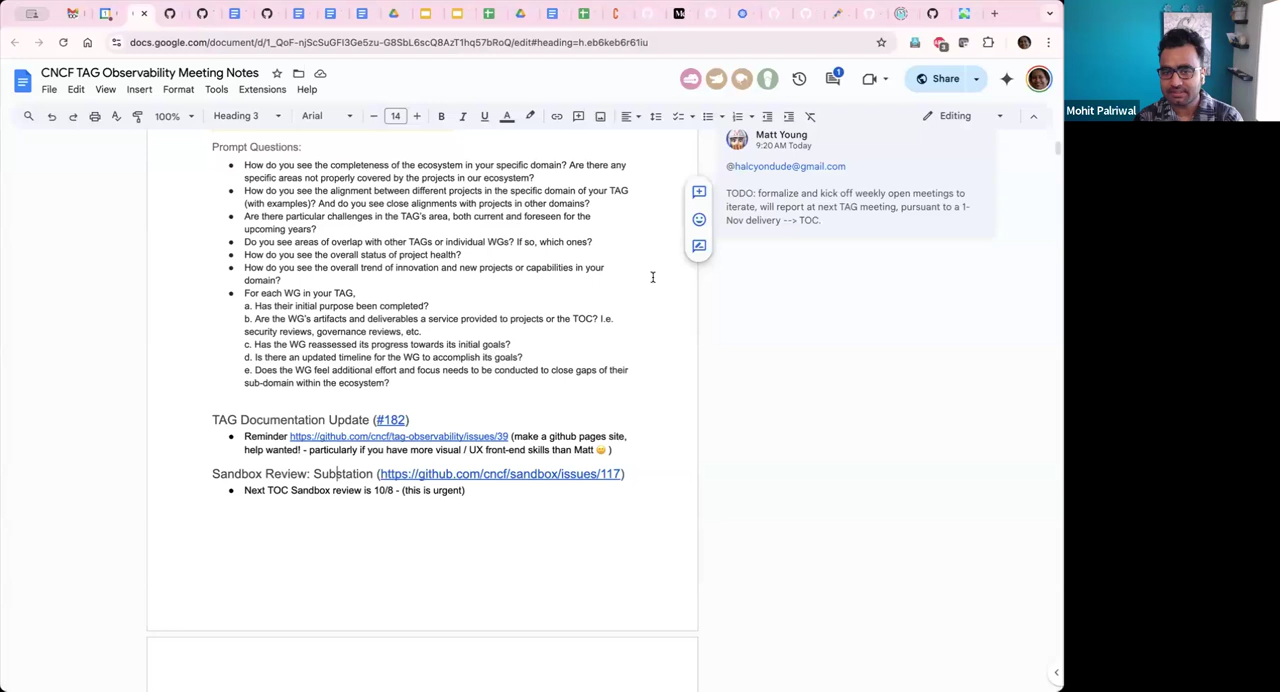 docs.google.com/document/d/1_QoF-njScSuGFI3Ge5zu-G8SbL6scQ8AzT1hq57bRoQ/edit#heading=h.eb6keb6r61iu
3
CNCF TAG Observability Meeting Notes
1
Share
File Edit View Insert Format Tools Extensions Help
100% Heading 3 Arial 14 B I U A Editing
Mohit Palriwal
Prompt Questions:
How do you see the completeness of the ecosystem in your specific domain? Are there any
specific areas not properly covered by the projects in our ecosystem?
How do you see the alignment between different projects in the specific domain of your TAG
(with examples)? And do you see close alignments with projects in other domains?
Are there particular challenges in the TAG's area, both current and foreseen for the
upcoming years?
Do you see areas of overlap with other TAGs or individual WGs? If so, which ones?
How do you see the overall status of project health?
How do you see the overall trend of innovation and new projects or capabilities in your
domain?
For each WG in your TAG,
a. Has their initial purpose been completed?
b. Are the WG's artifacts and deliverables a service provided to projects or the TOC? I.e.
security reviews, governance reviews, etc.
c. Has the WG reassessed its progress towards its initial goals?
d. Is there an updated timeline for the WG to accomplish its goals?
e. Does the WG feel additional effort and focus needs to be conducted to close gaps of their
sub-domain within the ecosystem?
TAG Documentation Update (#182)
Reminder https://github.com/cncf/tag-observability/issues/39 (make a github pages site,
help wanted! - particularly if you have more visual / UX front-end skills than Matt 😊 )
Sandbox Review: Substation (https://github.com/cncf/sandbox/issues/117)
Next TOC Sandbox review is 10/8 - (this is urgent)
Matt Young
9:20 AM Today
@halcyondude@gmail.com
TODO: formalize and kick off weekly open meetings to
iterate, will report at next TAG meeting, pursuant to a 1-
Nov delivery --> TOC.